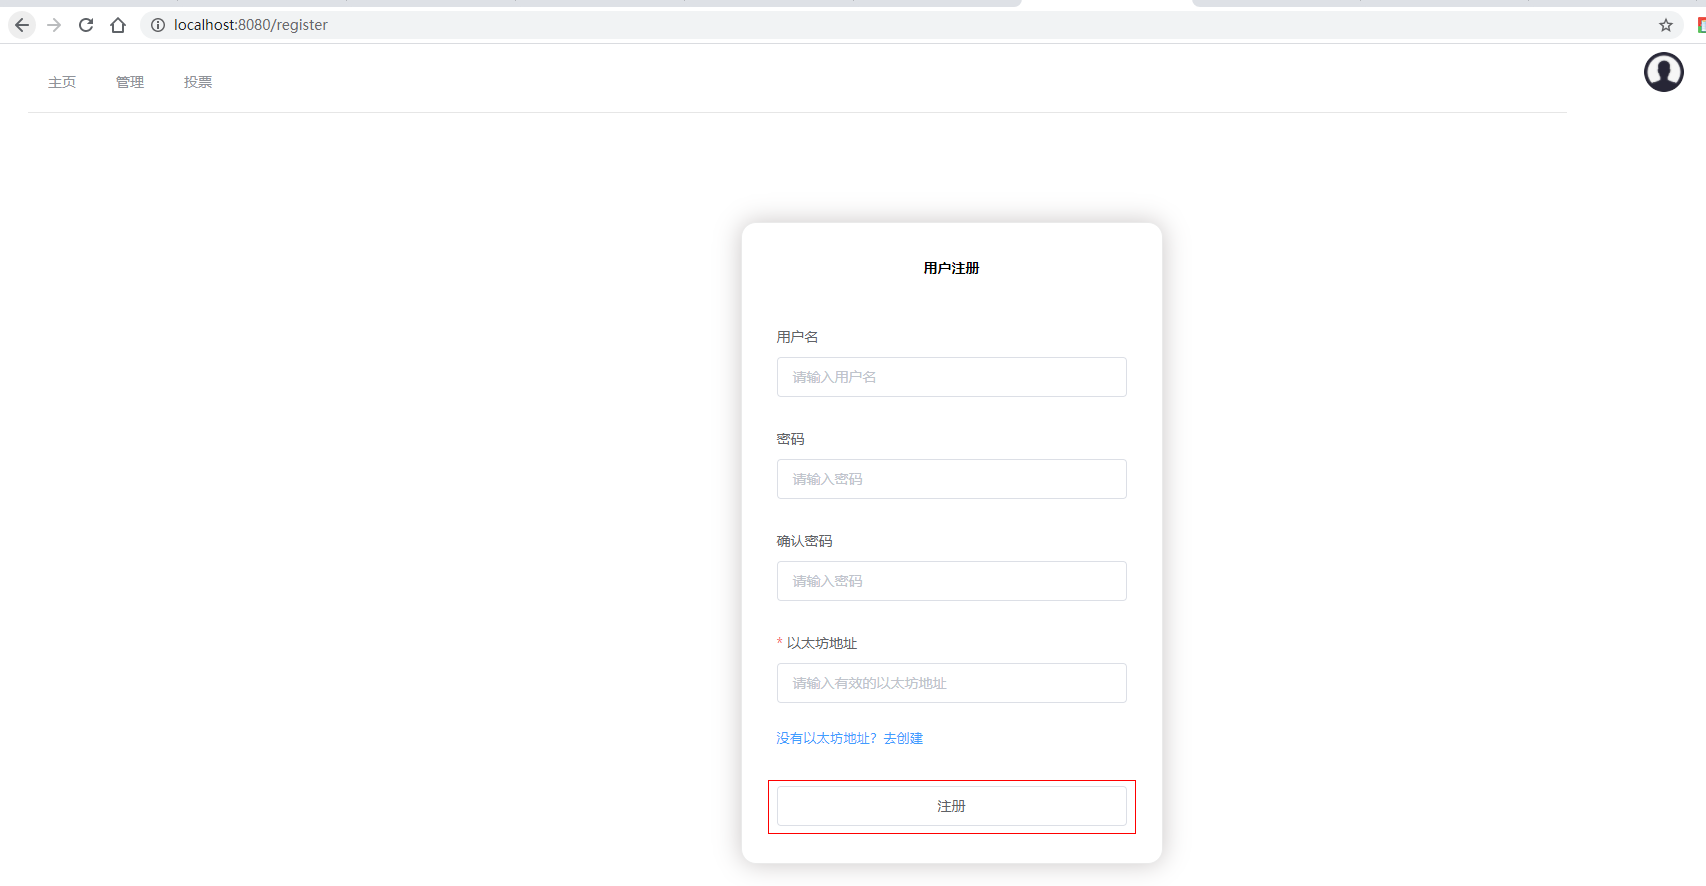 localhost:8080/register
主页 管理 投票
用户注册
用户名
请输入用户名
密码
请输入密码
确认密码
请输入密码
* 以太坊地址
请输入有效的以太坊地址
没有以太坊地址？去创建
注册